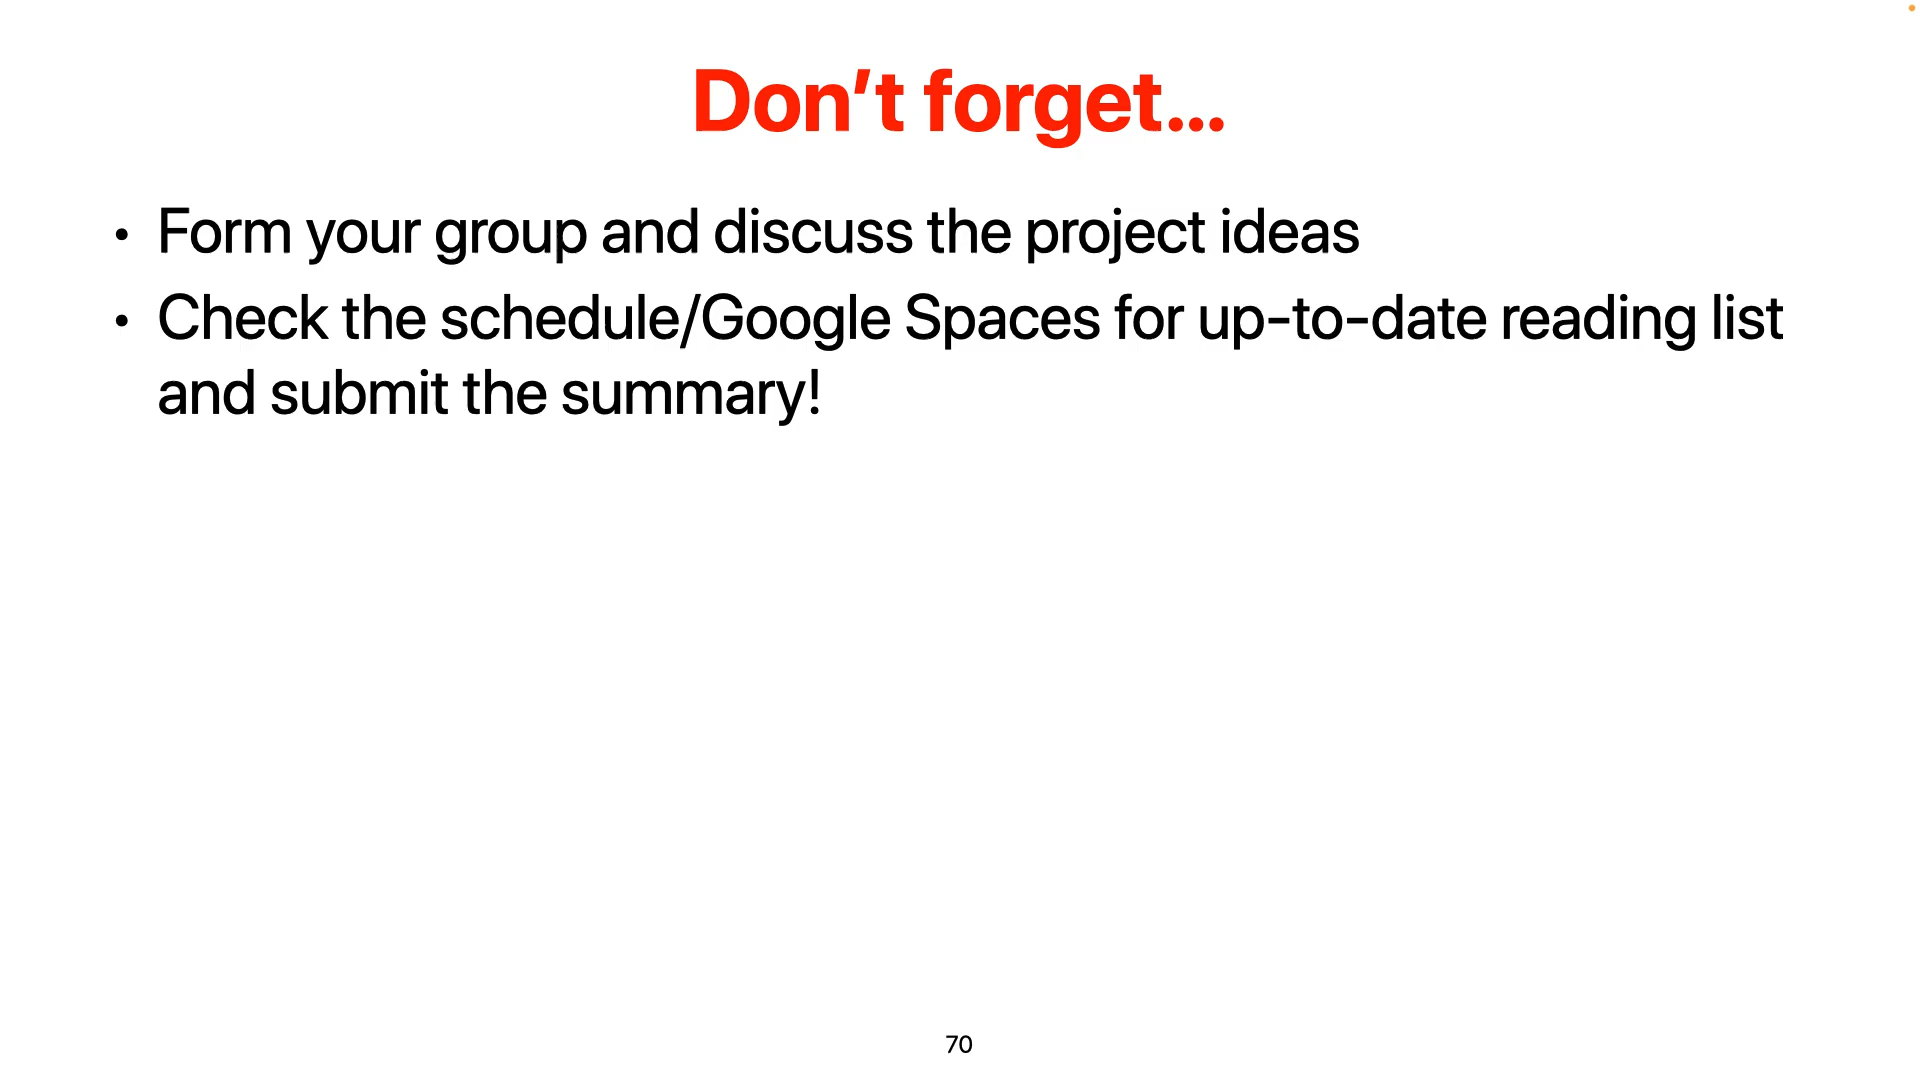 Don’t forget…
• Form your group and discuss the project ideas
• Check the schedule/Google Spaces for up-to-date reading list
and submit the summary!
70